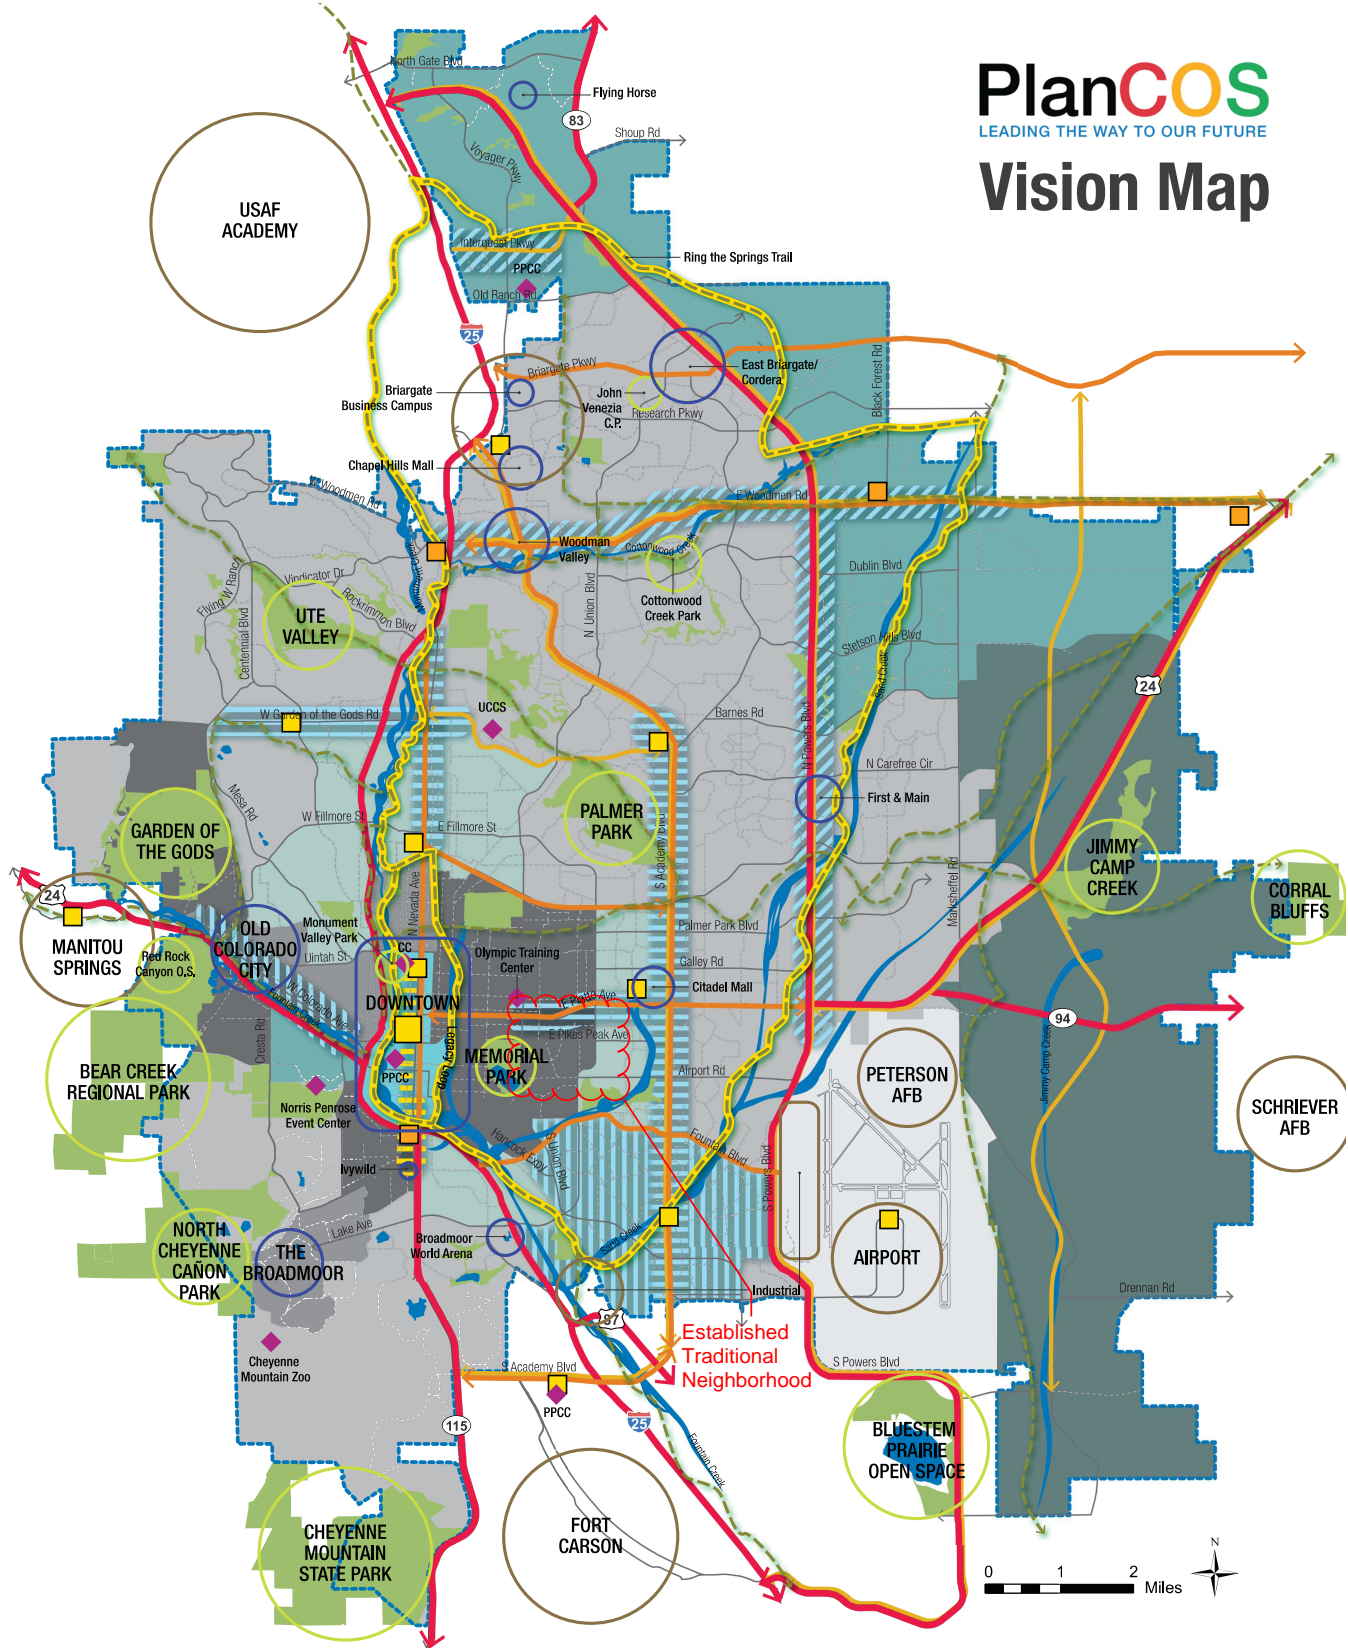 PlanCOS
LEADING THE WAY TO OUR FUTURE
Vision Map
North Gate Blvd
Flying Horse
83
Shoup Rd
Voyager Pkwy
USAF
ACADEMY
Interquest Pkwy
Ring the Springs Trail
PPCC
Old Ranch Rd
25
Briargate Pkwy
East Briargate/
Cordera
Black Forest Rd
Briargate
Business Campus
John
Venezia
C.P.
Research Pkwy
Chapel Hills Mall
W Woodmen Rd
E Woodmen Rd
Woodman
Valley
Cottonwood Creek
Monument Creek
Flying W Ranch
Vindicator Dr
Rockrimmon Blvd
Centennial Blvd
N Union Blvd
Dublin Blvd
Cottonwood
Creek Park
UTE
VALLEY
Stetson Hills Blvd
Sand Creek
24
W Garden of the Gods Rd
UCCS
Barnes Rd
N Powers Blvd
N Carefree Cir
Mesa Rd
First & Main
W Fillmore St
E Fillmore St
PALMER
PARK
S Academy Blvd
GARDEN OF
THE GODS
JIMMY
CAMP
CREEK
Marksheffel Rd
24
CORRAL
BLUFFS
N Nevada Ave
MANITOU
SPRINGS
OLD
COLORADO
CITY
Monument
Valley Park
Uintah St
Red Rock
Canyon O.S.
CC
Olympic Training
Center
Palmer Park Blvd
Galley Rd
Citadel Mall
W Colorado Ave
Fountain Creek
DOWNTOWN
E Platte Ave
E Pikes Peak Ave
94
Cresta Rd
Legacy Loop
MEMORIAL
PARK
Airport Rd
PPCC
BEAR CREEK
REGIONAL PARK
PETERSON
AFB
Jimmy Camp Creek
SCHRIEVER
AFB
Norris Penrose
Event Center
Hancock Expy
S Union Blvd
Fountain Blvd
S Powers Blvd
Ivywild
Lake Ave
NORTH
CHEYENNE
CAÑON
PARK
THE
BROADMOOR
Broadmoor
World Arena
Sand Creek
AIRPORT
Industrial
Drennan Rd
87
Established
Traditional
Neighborhood
Cheyenne
Mountain Zoo
S Academy Blvd
S Powers Blvd
PPCC
115
25
Fountain Creek
BLUESTEM
PRAIRIE
OPEN SPACE
CHEYENNE
MOUNTAIN
STATE PARK
FORT
CARSON
N
0 1 2
Miles